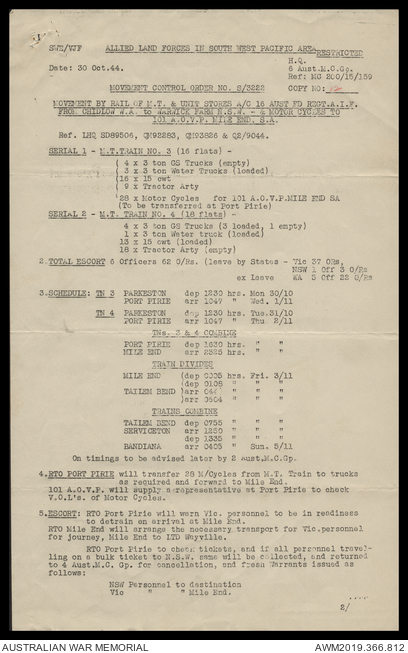 SWE/VJF ALLIED LAND FORCES IN SOUTH WEST PACIFIC AREA
RESTRICTED
H.Q.
Date: 30 Oct.44. 6 Aust.M.C.Gp.
Ref: MC 200/15/159
MOVEMENT CONTROL ORDER NO. S/3222 COPY NO:
MOVEMENT BY RAIL OF M.T. & UNIT STORES A/C 16 AUST FD REGT.A.I.F.
FROM CHIDLOW W.A. to WARWICK FARM N.S.W. - & MOTOR CYCLES TO
101 A.O.V.P. MILE END, S.A.
Ref. LHQ SD89506, QM92283, QM93826 & Q2/9044.
SERIAL 1 - M.T.TRAIN NO. 3 (16 flats) -
( 4 x 3 ton GS Trucks (empty)
( 3 x 3 ton Water Trucks (loaded)
(16 x 15 cwt
( 9 x Tractor Arty
(28 x Motor Cycles for 101 A.O.V.P.MILE END SA
(To be transferred at Port Pirie)
SERIAL 2 - M.T. TRAIN NO. 4 (18 flats) -
4 x 3 ton GS Trucks (3 loaded, 1 empty)
1 x 3 ton Water truck (loaded)
13 x 15 cwt (loaded)
18 x Tractor Arty (empty)
2. TOTAL ESCORT 6 Officers 62 O/Rs. (leave by States - Vic 37 ORs,
NSW 1 Off 3 O/Rs
ex Leave WA 5 Off 22 O/Rs
3. SCHEDULE: TN 3 PARKESTON dep 1230 hrs. Mon 30/10
PORT PIRIE arr 1047 " Wed. 1/11
TN 4 PARKESTON dep 1230 hrs. Tue.31/10
PORT PIRIE arr 1047 " Thu. 2/11
TNs. 3 & 4 COMBINE
PORT PIRIE dep 1630 hrs. " "
MILE END arr 2325 hrs. " "
TRAIN DIVIDES
MILE END (dep 0005 hrs. Fri. 3/11
(dep 0108 " " "
TAILEM BEND )arr " " "
)arr 0604 " " "
TRAINS COMBINE
TAILEM BEND dep 0755 " " "
SERVICETON arr 1250 " " "
dep 1335 " " "
BANDIANA arr 0405 " Sun. 5/11
On timings to be advised later by 2 Aust.M.C.Gp.
4. RTO PORT PIRIE will transfer 28 M/Cycles from M.T. Train to trucks
as required and forward to Mile End.
101 A.O.V.P. will supply a representative at Port Pirie to check
V.C.L's. of Motor Cycles.
5. ESCORT: RTO Port Pirie will warn Vic. personnel to be in readiness
to detrain on arrival at Mile End.
RTO Mile End will arrange the necessary transport for Vic.personnel
for journey, Mile End to LTD Wayville.
RTO Port Pirie to check tickets, and if all personnel travel-
ling on a bulk ticket to N.S.W. same will be collected, and returned
to 4 Aust.M.C. Gp. for cancellation, and fresh Warrants issued as
follows:
NSW Personnel to destination
Vic " " Mile End.
....
2/
AUSTRALIAN WAR MEMORIAL AWM2019.366.812